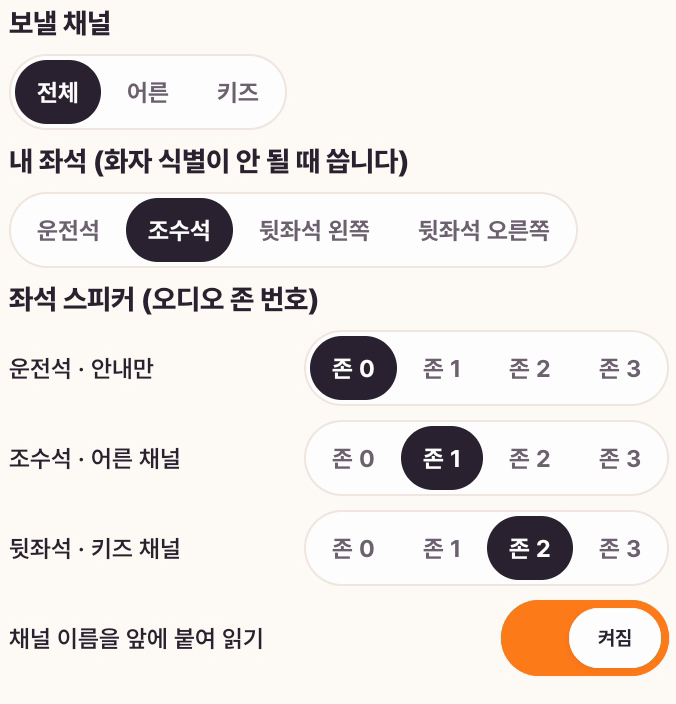 보낼 채널
전체 어른 키즈
내 좌석 (화자 식별이 안 될 때 씁니다)
운전석 조수석 뒷좌석 왼쪽 뒷좌석 오른쪽
좌석 스피커 (오디오 존 번호)
운전석 · 안내만 존 0 존 1 존 2 존 3
조수석 · 어른 채널 존 0 존 1 존 2 존 3
뒷좌석 · 키즈 채널 존 0 존 1 존 2 존 3
채널 이름을 앞에 붙여 읽기 켜짐